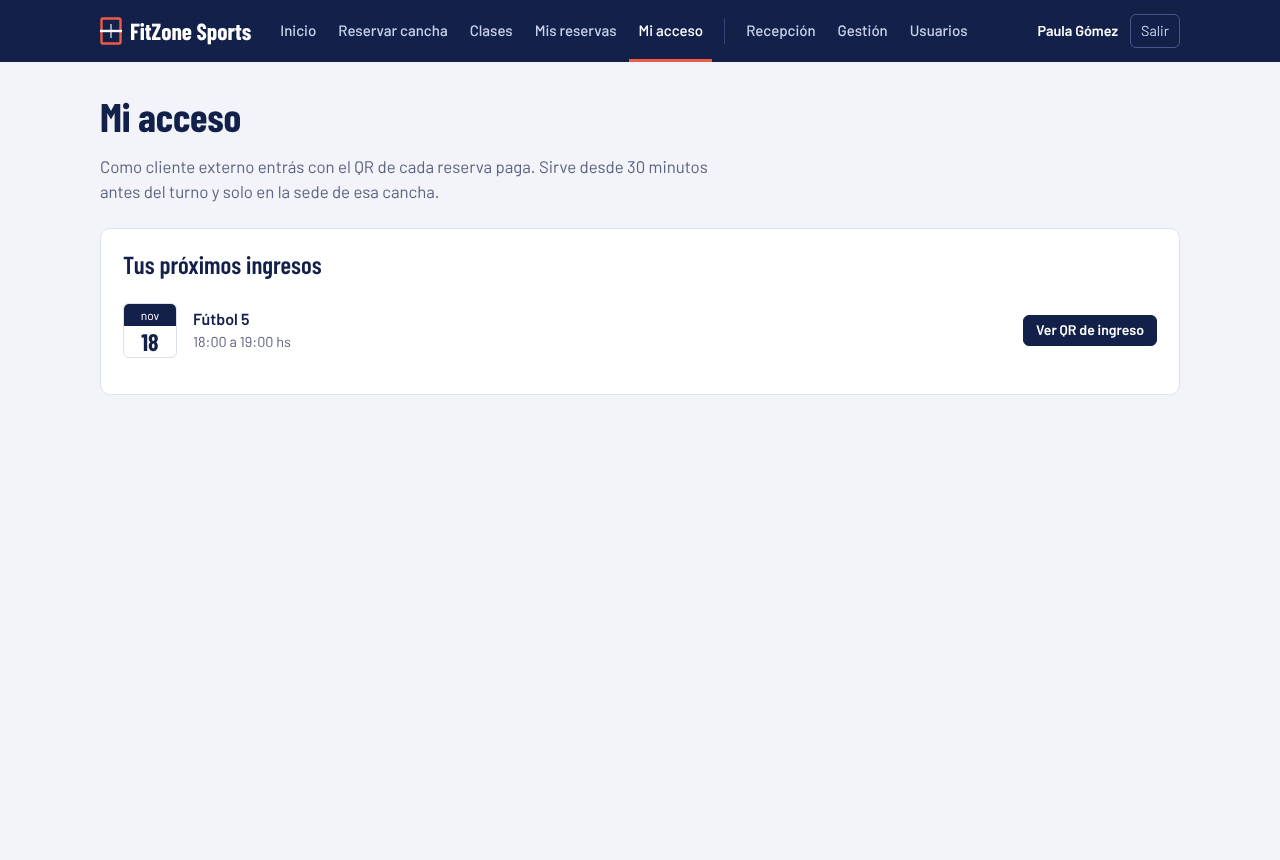 FitZone Sports Inicio Reservar cancha Clases Mis reservas Mi acceso Recepción Gestión Usuarios Paula Gómez Salir
Mi acceso
Como cliente externo entrás con el QR de cada reserva paga. Sirve desde 30 minutos
antes del turno y solo en la sede de esa cancha.
Tus próximos ingresos
nov
18
Fútbol 5
18:00 a 19:00 hs
Ver QR de ingreso